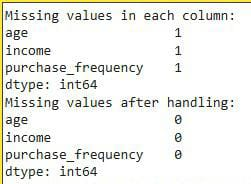 Missing values in each column:
age                   1
income                1
purchase_frequency    1
dtype: int64
Missing values after handling:
age                   0
income                0
purchase_frequency    0
dtype: int64